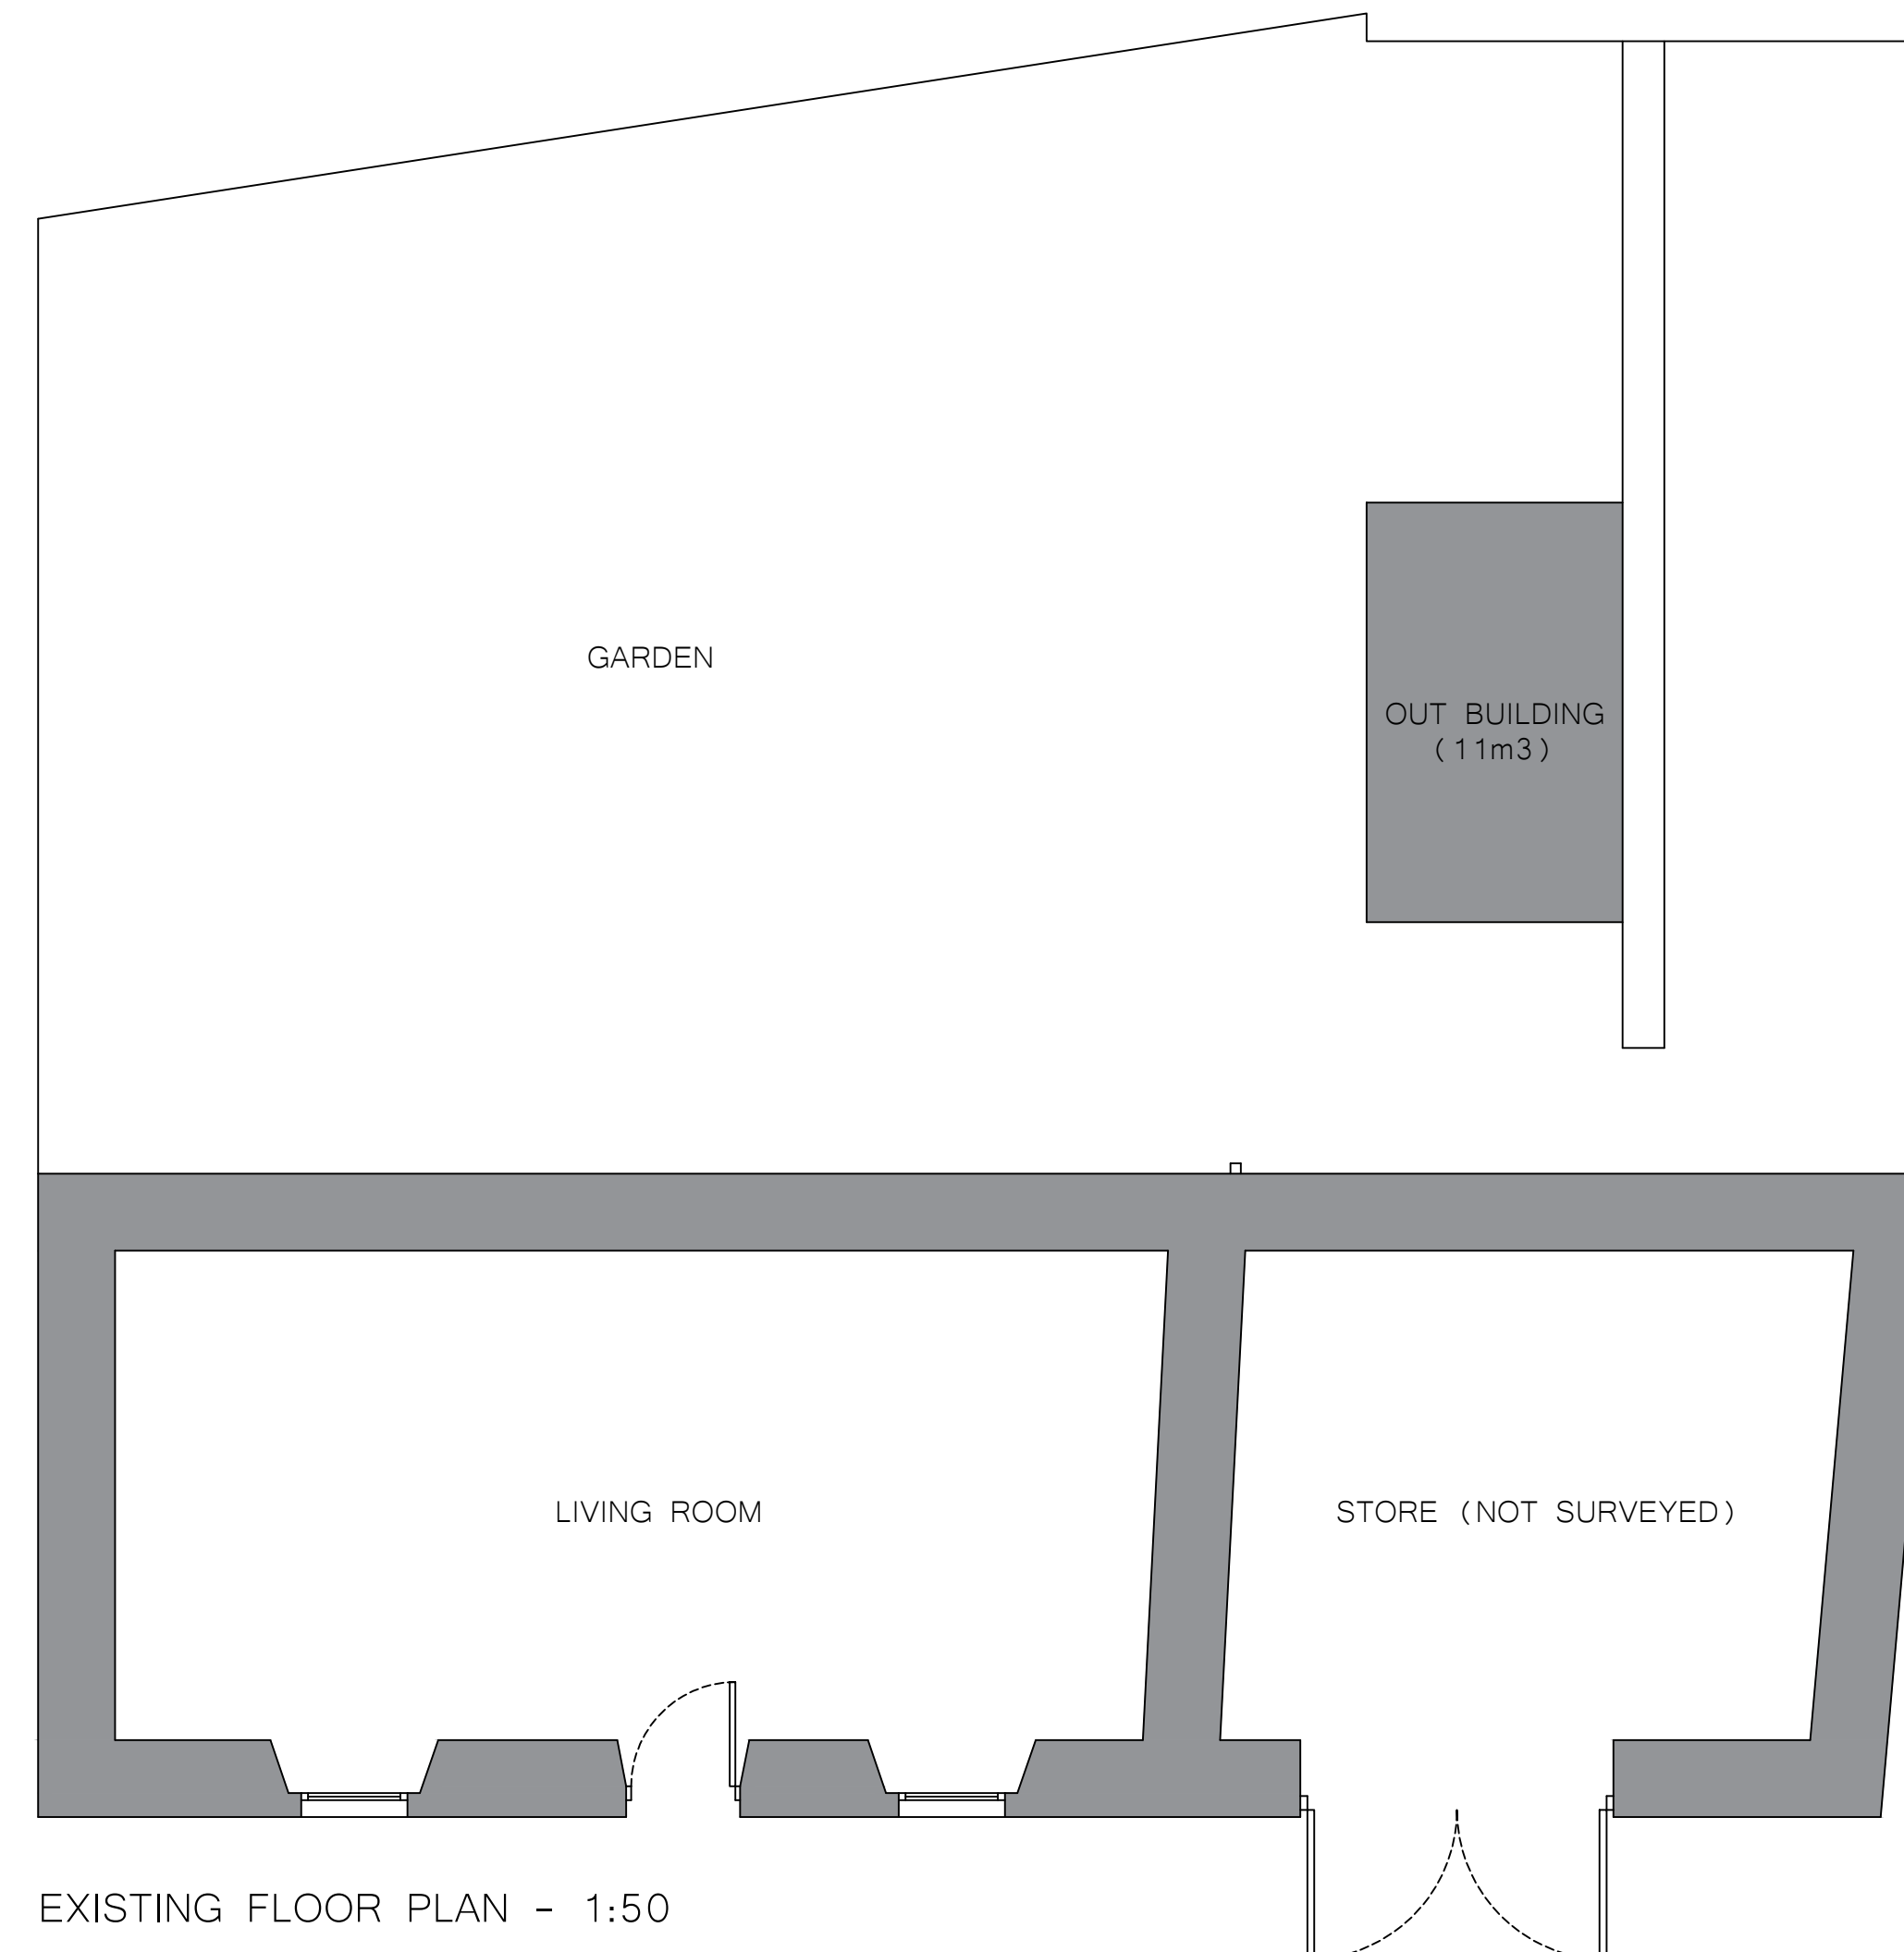 GARDEN
OUT BUILDING
(11m3)
LIVING ROOM
STORE (NOT SURVEYED)
EXISTING FLOOR PLAN - 1:50